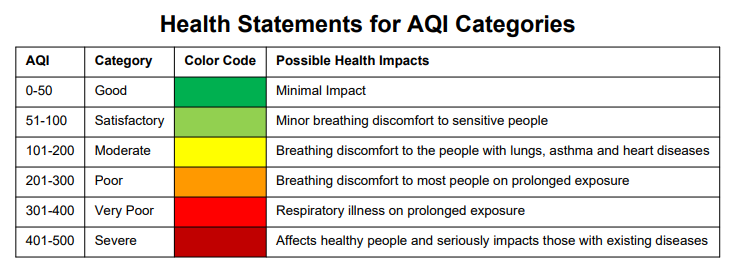 Health Statements for AQI Categories
AQI Category Color Code Possible Health Impacts
0-50 Good Minimal Impact
51-100 Satisfactory Minor breathing discomfort to sensitive people
101-200 Moderate Breathing discomfort to the people with lungs, asthma and heart diseases
201-300 Poor Breathing discomfort to most people on prolonged exposure
301-400 Very Poor Respiratory illness on prolonged exposure
401-500 Severe Affects healthy people and seriously impacts those with existing diseases